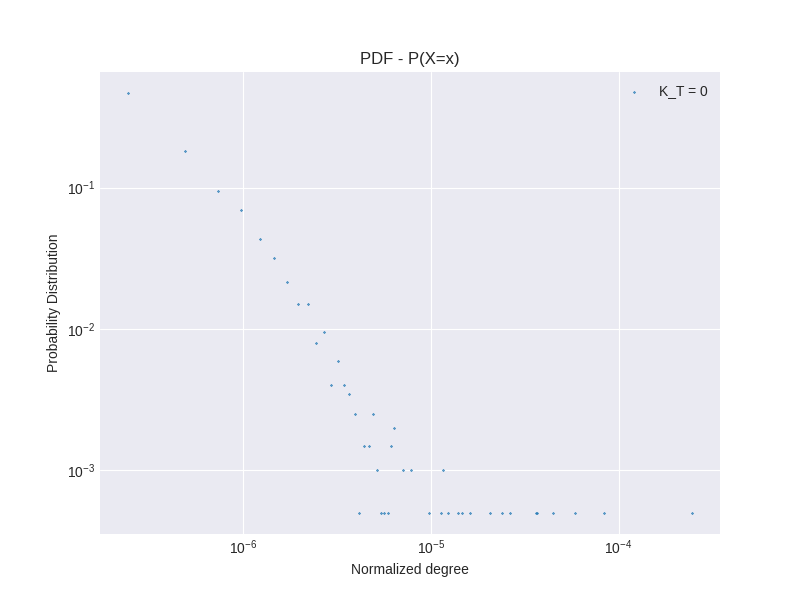 PDF - P(X=x)
K_T = 0
Probability Distribution
10⁻¹
10⁻²
10⁻³
10⁻⁶
10⁻⁵
10⁻⁴
Normalized degree